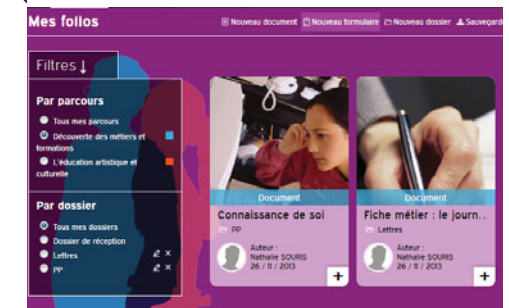 Mes folios
Nouveau document Nouveau formulaire Nouveau dossier Sauvegard
Filtres
Par parcours
Tous mes parcours
Découverte des métiers et
formations
L'éducation artistique et
culturelle
Par dossier
Tous mes dossiers
Dossier de réception
Lettres
PP
Document
Connaissance de soi
PP
Auteur :
Nathalie SOURIS
26 / 11 / 2013
+
Document
Fiche métier : le journ..
Lettres
Auteur :
Nathalie SOURIS
26 / 11 / 2013
+